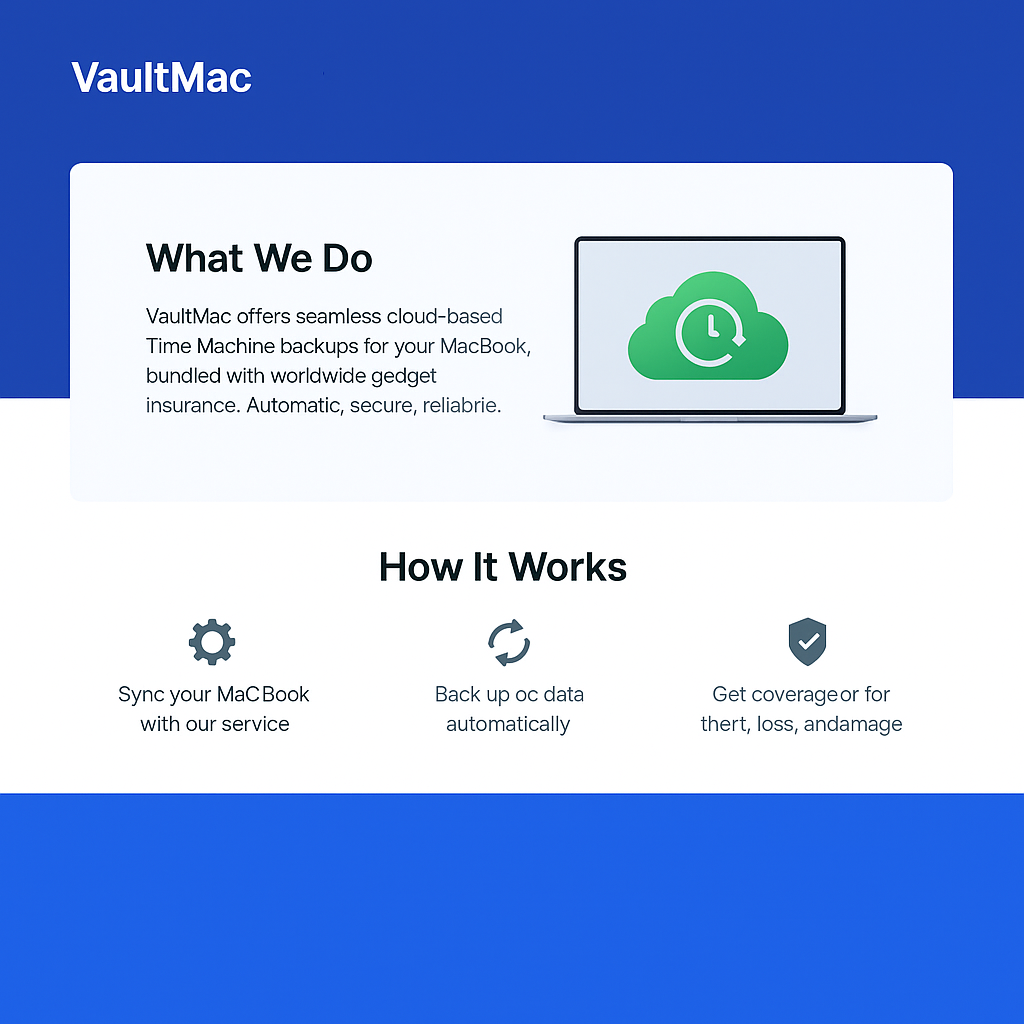 VaultMac
What We Do
VaultMac offers seamless cloud-based
Time Machine backups for your MacBook,
bundled with worldwide gedget
insurance. Automatic, secure, reliabrie.
How It Works
Sync your MaCBook
with our service
Back up oc data
automatically
Get coverageor for
thert, loss, andamage